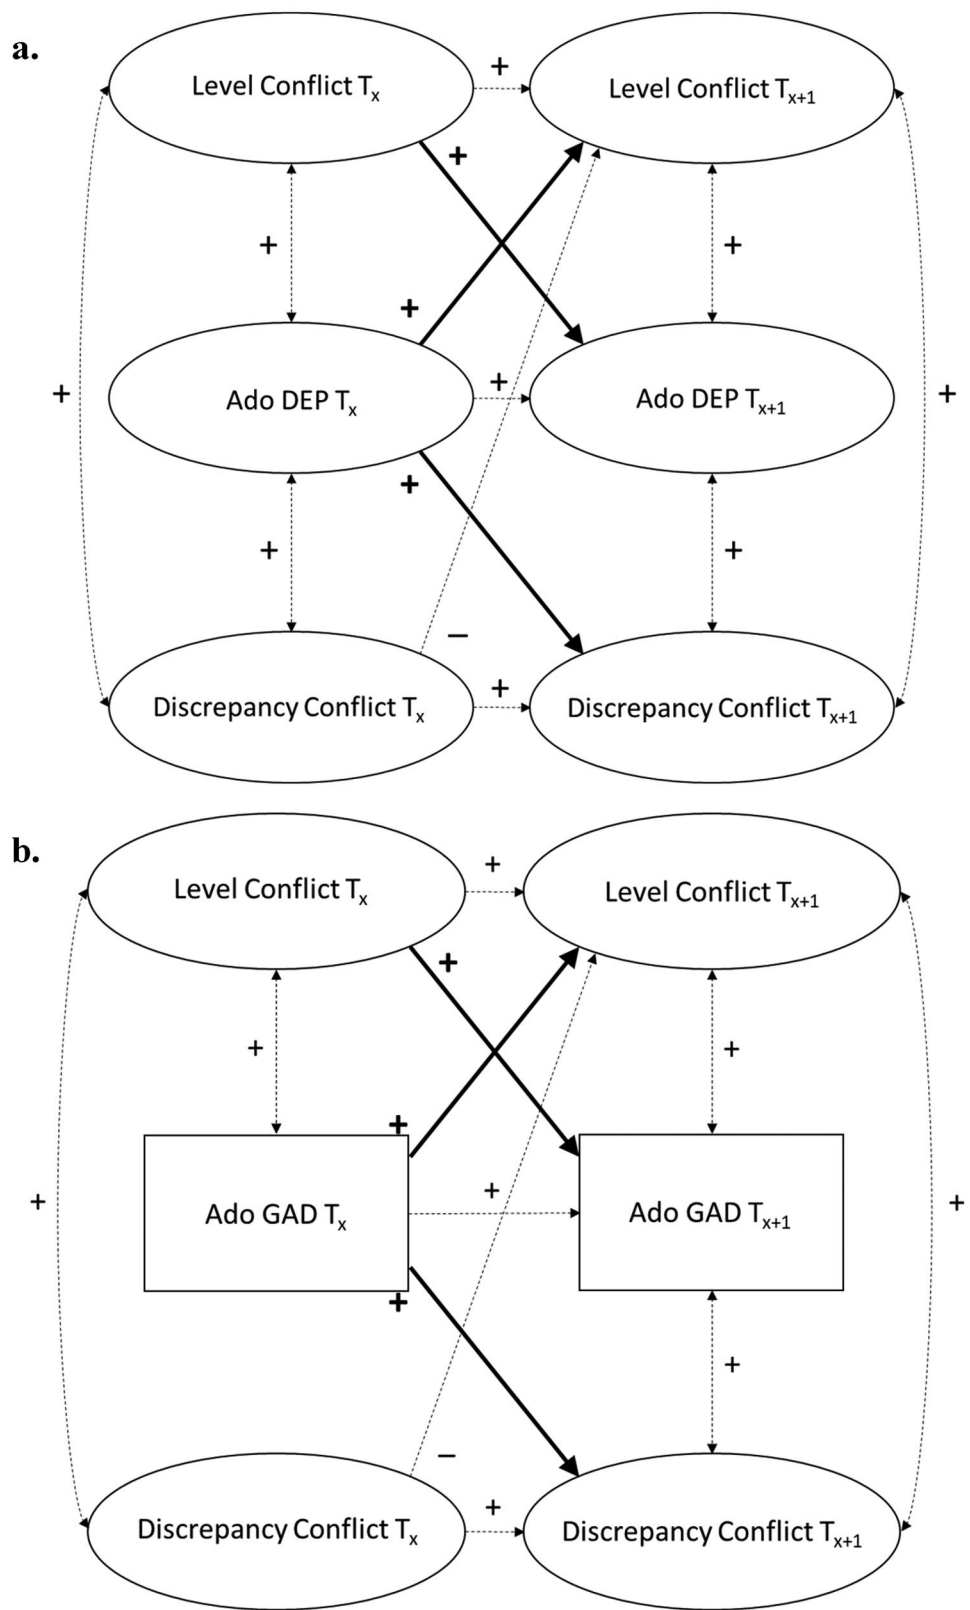 a.
Level Conflict Tx
+
Level Conflict Tx+1
+
+
+
+
+
+
Ado DEP Tx
+
Ado DEP Tx+1
+
+
+
+
−
Discrepancy Conflict Tx
+
Discrepancy Conflict Tx+1
b.
Level Conflict Tx
+
Level Conflict Tx+1
+
+
+
+
+
Ado GAD Tx
+
Ado GAD Tx+1
+
+
+
−
Discrepancy Conflict Tx
+
Discrepancy Conflict Tx+1